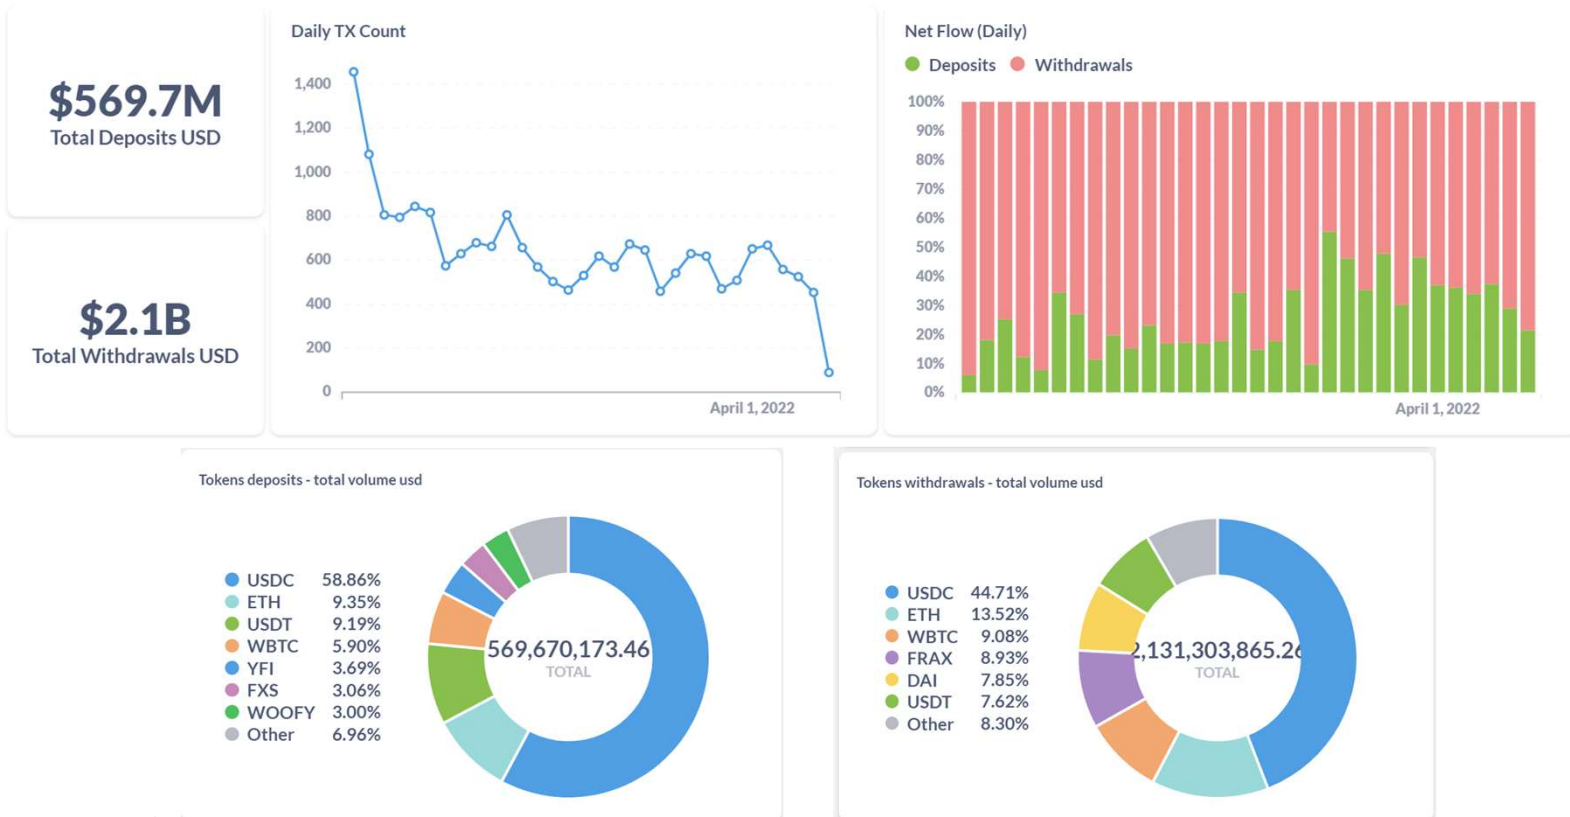 $569.7M
Total Deposits USD
$2.1B
Total Withdrawals USD
Daily TX Count
1,400
1,200
1,000
800
600
400
200
0
April 1, 2022
Net Flow (Daily)
Deposits Withdrawals
100%
90%
80%
70%
60%
50%
40%
30%
20%
10%
0%
April 1, 2022
Tokens deposits - total volume usd
USDC 58.86%
ETH 9.35%
USDT 9.19%
WBTC 5.90%
YFI 3.69%
FXS 3.06%
WOOFY 3.00%
Other 6.96%
569,670,173.46
TOTAL
Tokens withdrawals - total volume usd
USDC 44.71%
ETH 13.52%
WBTC 9.08%
FRAX 8.93%
DAI 7.85%
USDT 7.62%
Other 8.30%
2,131,303,865.26
TOTAL